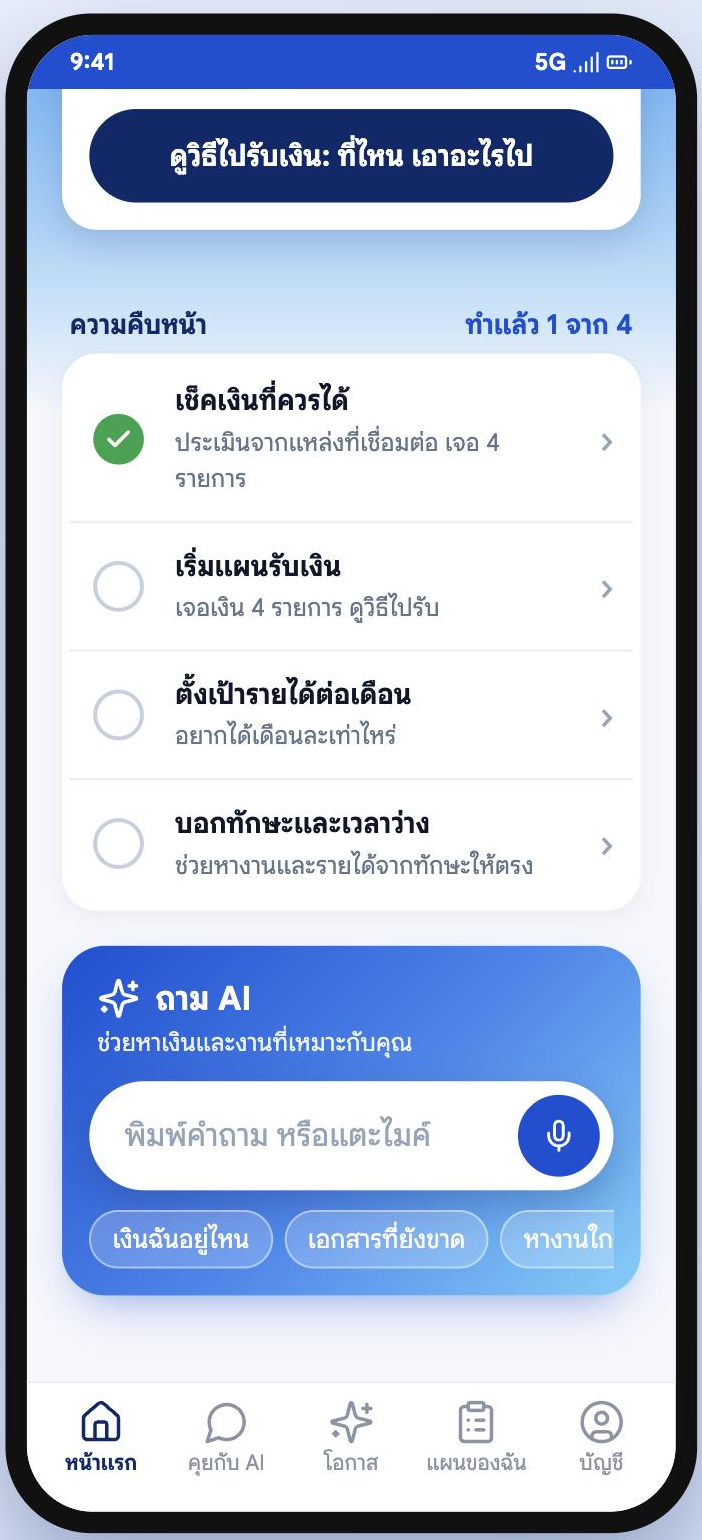 9:41
5G
ดูวิธีไปรับเงิน: ที่ไหน เอาอะไรไป
ความคืบหน้า
ทำแล้ว 1 จาก 4
เช็คเงินที่ควรได้
ประเมินจากแหล่งที่เชื่อมต่อ เจอ 4
รายการ
เริ่มแผนรับเงิน
เจอเงิน 4 รายการ ดูวิธีไปรับ
ตั้งเป้ารายได้ต่อเดือน
อยากได้เดือนละเท่าไหร่
บอกทักษะและเวลาว่าง
ช่วยหางานและรายได้จากทักษะให้ตรง
ถาม AI
ช่วยหาเงินและงานที่เหมาะกับคุณ
พิมพ์คำถาม หรือแตะไมค์
เงินฉันอยู่ไหน
เอกสารที่ยังขาด
หางานใก
หน้าแรก
คุยกับ AI
โอกาส
แผนของฉัน
บัญชี